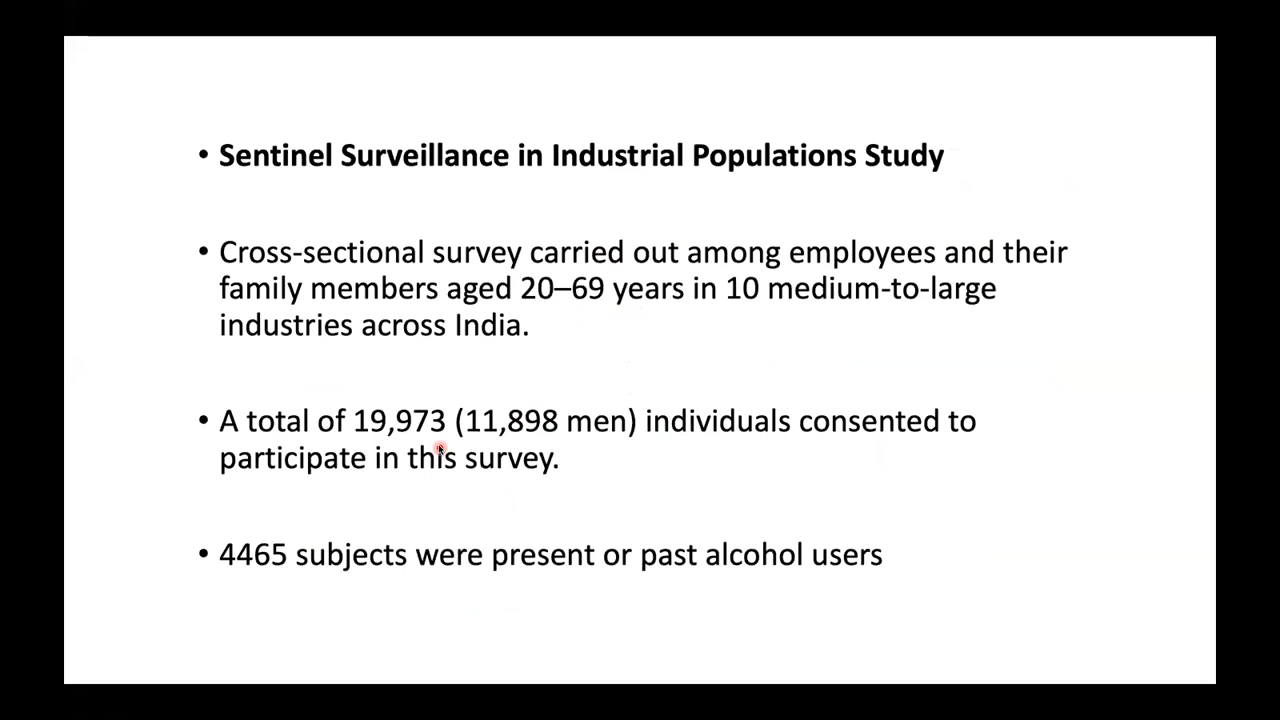 • Sentinel Surveillance in Industrial Populations Study
• Cross-sectional survey carried out among employees and their
family members aged 20–69 years in 10 medium-to-large
industries across India.
• A total of 19,973 (11,898 men) individuals consented to
participate in this survey.
• 4465 subjects were present or past alcohol users